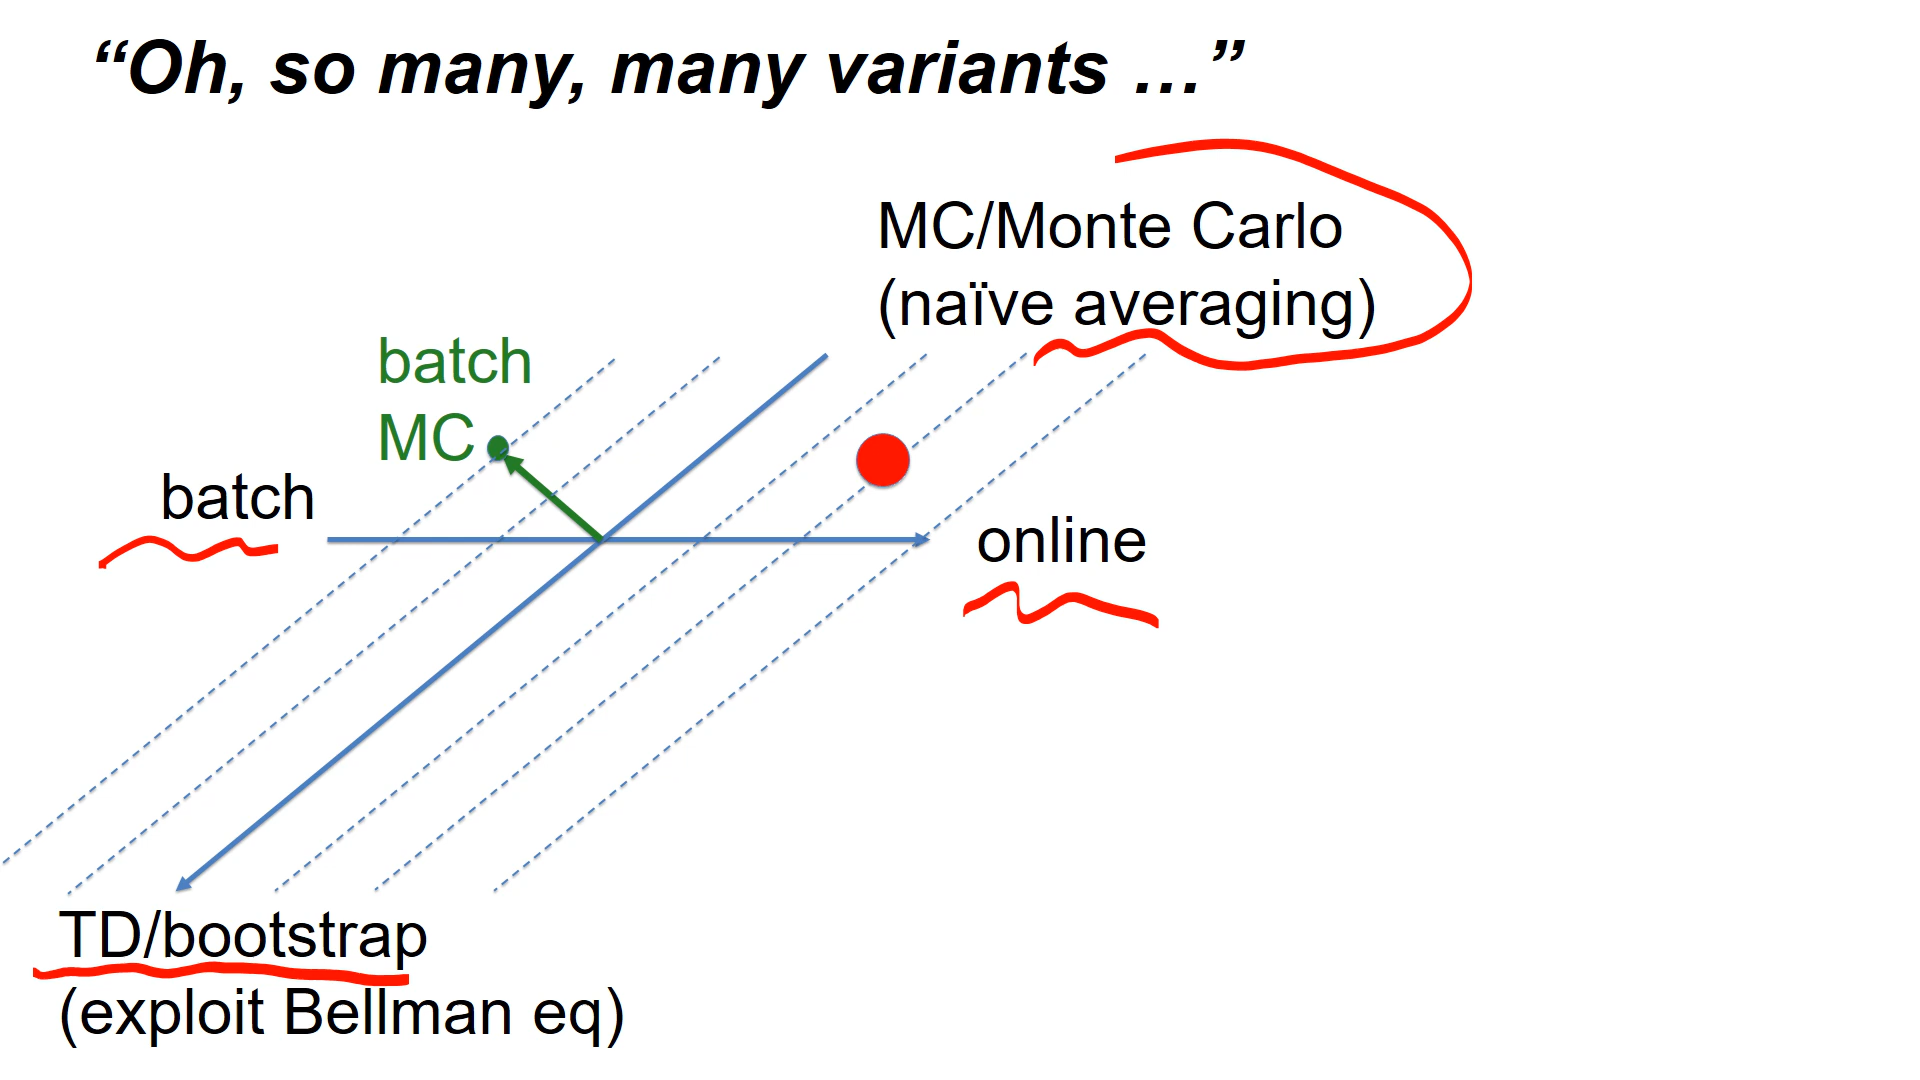 “Oh, so many, many variants …”
MC/Monte Carlo
(naïve averaging)
batch
MC
batch
online
TD/bootstrap
(exploit Bellman eq)